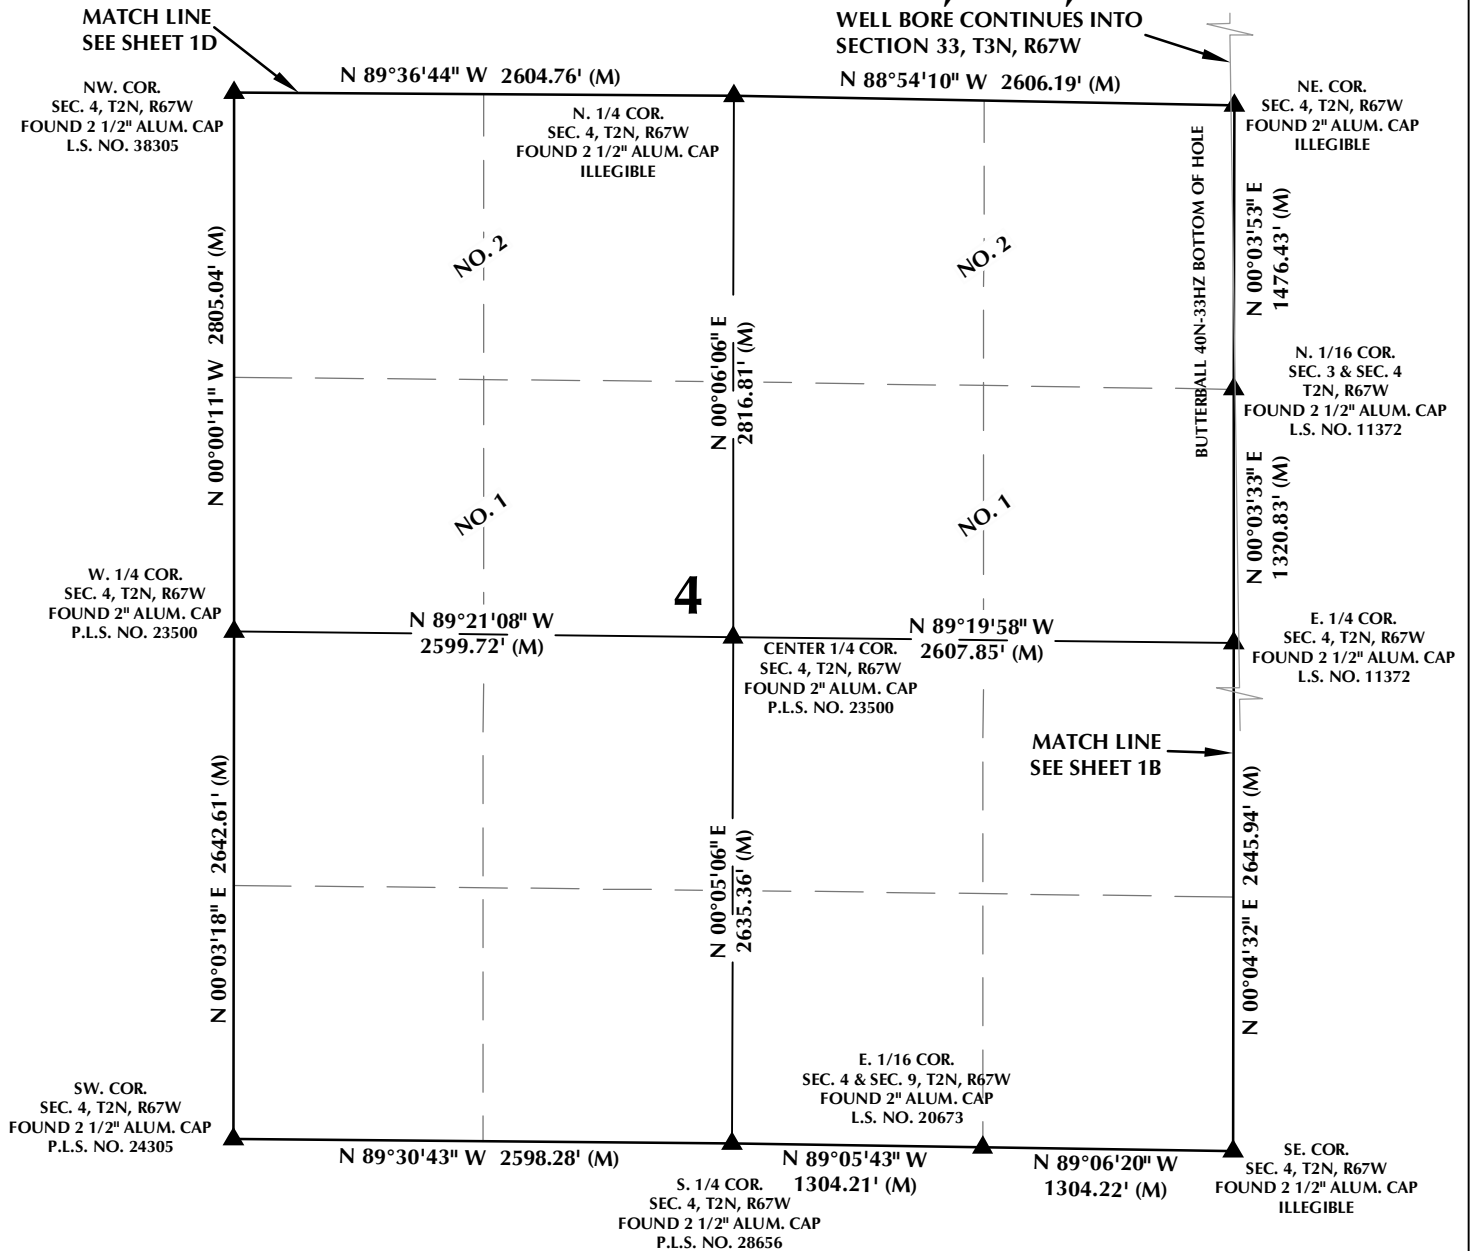 MATCH LINE
SEE SHEET 1D
WELL BORE CONTINUES INTO
SECTION 33, T3N, R67W
N 89°36'44" W 2604.76' (M)
N 88°54'10" W 2606.19' (M)
NW. COR.
SEC. 4, T2N, R67W
FOUND 2 1/2" ALUM. CAP
L.S. NO. 38305
N. 1/4 COR.
SEC. 4, T2N, R67W
FOUND 2 1/2" ALUM. CAP
ILLEGIBLE
NE. COR.
SEC. 4, T2N, R67W
FOUND 2" ALUM. CAP
ILLEGIBLE
BUTTERBALL 40N-33HZ BOTTOM OF HOLE
N 00°03'53" E
1476.43' (M)
NO. 2
NO. 2
N 00°00'11" W 2805.04' (M)
N 00°06'06" E
2816.81' (M)
N. 1/16 COR.
SEC. 3 & SEC. 4
T2N, R67W
FOUND 2 1/2" ALUM. CAP
L.S. NO. 11372
N 00°03'33" E
1320.83' (M)
NO. 1
NO. 1
4
W. 1/4 COR.
SEC. 4, T2N, R67W
FOUND 2" ALUM. CAP
P.L.S. NO. 23500
N 89°21'08" W
2599.72' (M)
N 89°19'58" W
2607.85' (M)
CENTER 1/4 COR.
SEC. 4, T2N, R67W
FOUND 2" ALUM. CAP
P.L.S. NO. 23500
E. 1/4 COR.
SEC. 4, T2N, R67W
FOUND 2 1/2" ALUM. CAP
L.S. NO. 11372
MATCH LINE
SEE SHEET 1B
N 00°03'18" E 2642.61' (M)
N 00°05'06" E
2635.36' (M)
N 00°04'32" E 2645.94' (M)
E. 1/16 COR.
SEC. 4 & SEC. 9, T2N, R67W
FOUND 2" ALUM. CAP
L.S. NO. 20673
SW. COR.
SEC. 4, T2N, R67W
FOUND 2 1/2" ALUM. CAP
P.L.S. NO. 24305
N 89°30'43" W 2598.28' (M)
N 89°05'43" W
1304.21' (M)
N 89°06'20" W
1304.22' (M)
S. 1/4 COR.
SEC. 4, T2N, R67W
FOUND 2 1/2" ALUM. CAP
P.L.S. NO. 28656
SE. COR.
SEC. 4, T2N, R67W
FOUND 2 1/2" ALUM. CAP
ILLEGIBLE